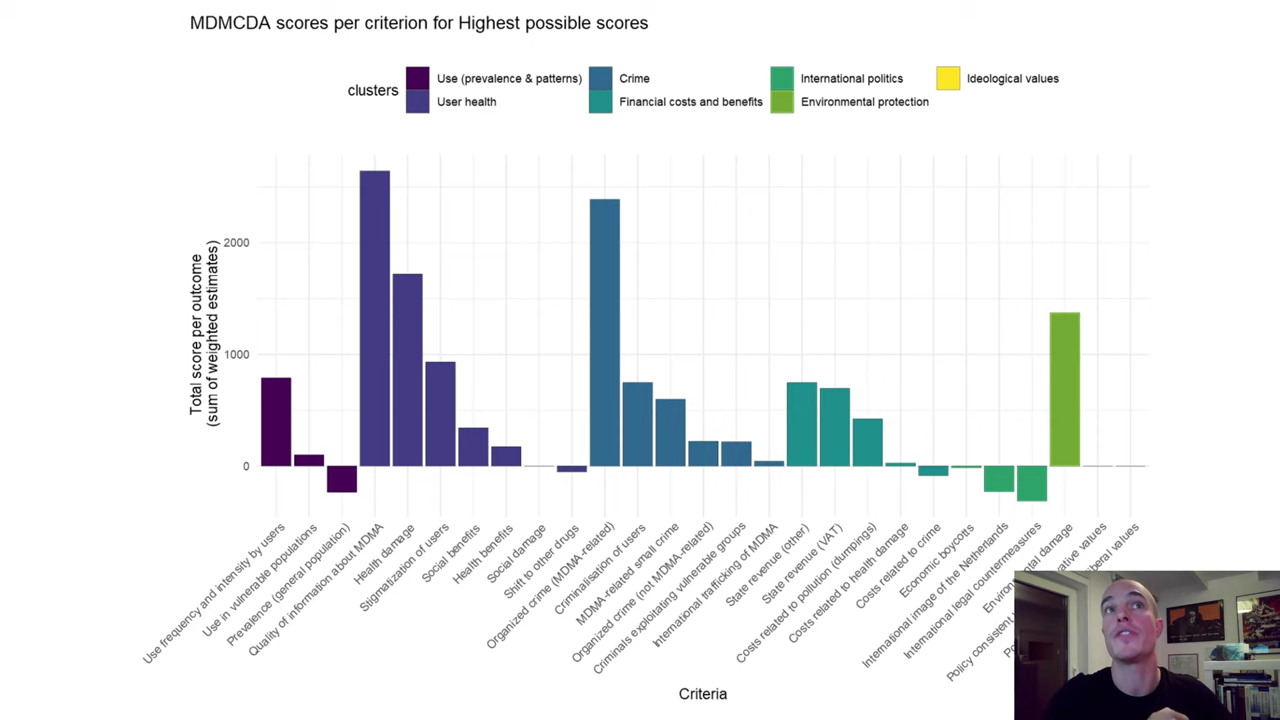 MDMCDA scores per criterion for Highest possible scores
clusters
Use (prevalence & patterns)
User health
Crime
Financial costs and benefits
International politics
Environmental protection
Ideological values
Total score per outcome
(sum of weighted estimates)
2000
1000
0
Use frequency and intensity by users
Use in vulnerable populations
Prevalence (general population)
Quality of information about MDMA
Health damage
Stigmatization of users
Social benefits
Health benefits
Social damage
Shift to other drugs
Organized crime (MDMA-related)
Criminalisation of users
MDMA-related small crime
Organized crime (not MDMA-related)
Criminals exploitating vulnerable groups
International trafficking of MDMA
State revenue (other)
State revenue (VAT)
Costs related to pollution (dumpings)
Costs related to health damage
Costs related to crime
Economic boycotts
International image of the Netherlands
International legal countermeasures
damage
Policy consistent
values
values
Criteria